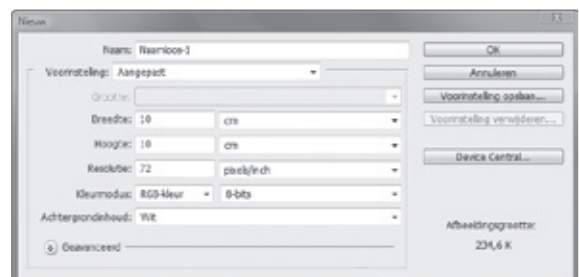 Nieuw
Naam: Naamloos-1
OK
Voorinstelling: Aangepast
Annuleren
Grootte:
Voorinstelling opslaan...
Breedte: 10 cm
Voorinstelling verwijderen...
Hoogte: 10 cm
Resolutie: 72 pixels/inch
Device Central...
Kleurmodus: RGB-kleur 8-bits
Achtergrondinhoud: Wit
Afbeeldingsgrootte:
Geavanceerd
234,6 K